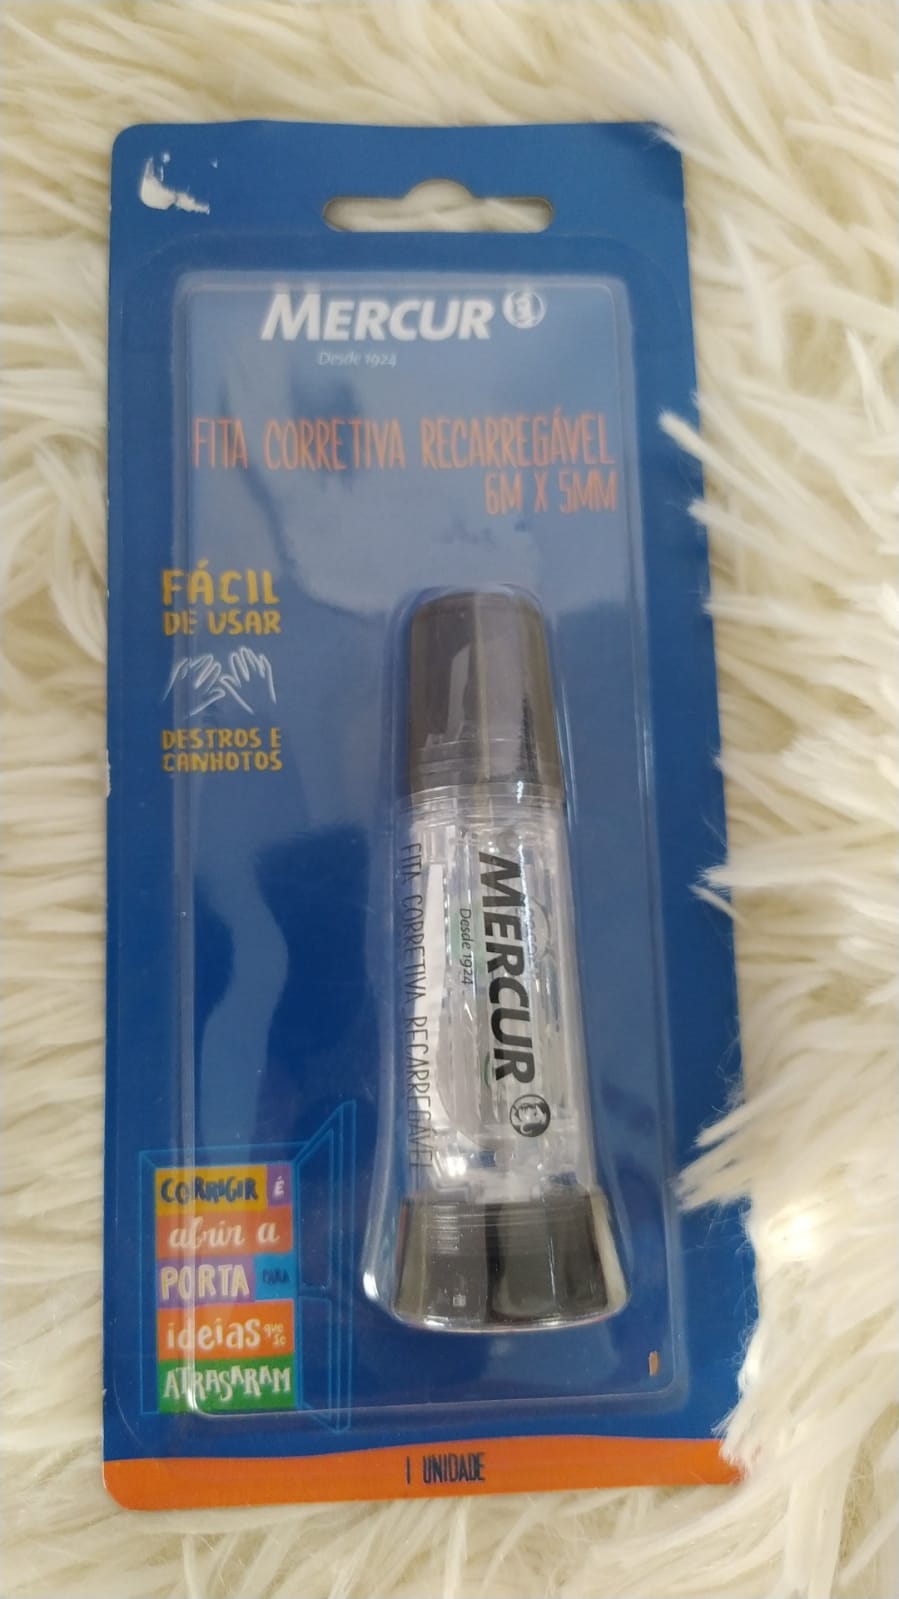 MERCUR
Desde 1924
FITA CORRETIVA RECARREGÁVEL
6M X 5MM
FÁCIL
DE USAR
DESTROS E
CANHOTOS
MERCUR
Desde 1924
FITA CORRETIVA RECARREGÁVEL
CORRIGIR É
abrir a
PORTA PARA
ideias que se
ATRASARAM
1 UNIDADE